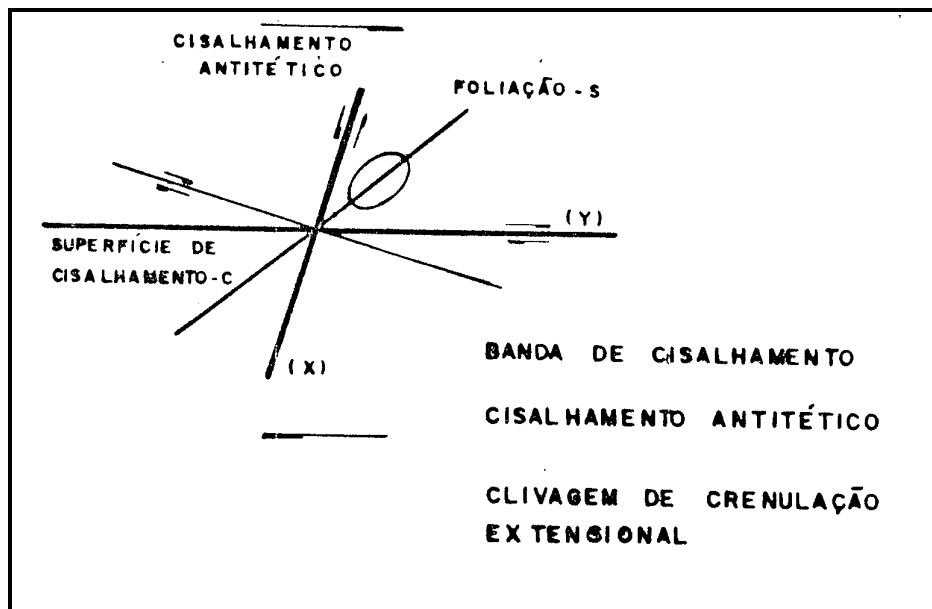 CISALHAMENTO
ANTITÉTICO
FOLIAÇÃO - S
(Y)
SUPERFÍCIE DE
CISALHAMENTO - C
(X)
BANDA DE CISALHAMENTO
CISALHAMENTO ANTITÉTICO
CLIVAGEM DE CRENULAÇÃO
EXTENSIONAL